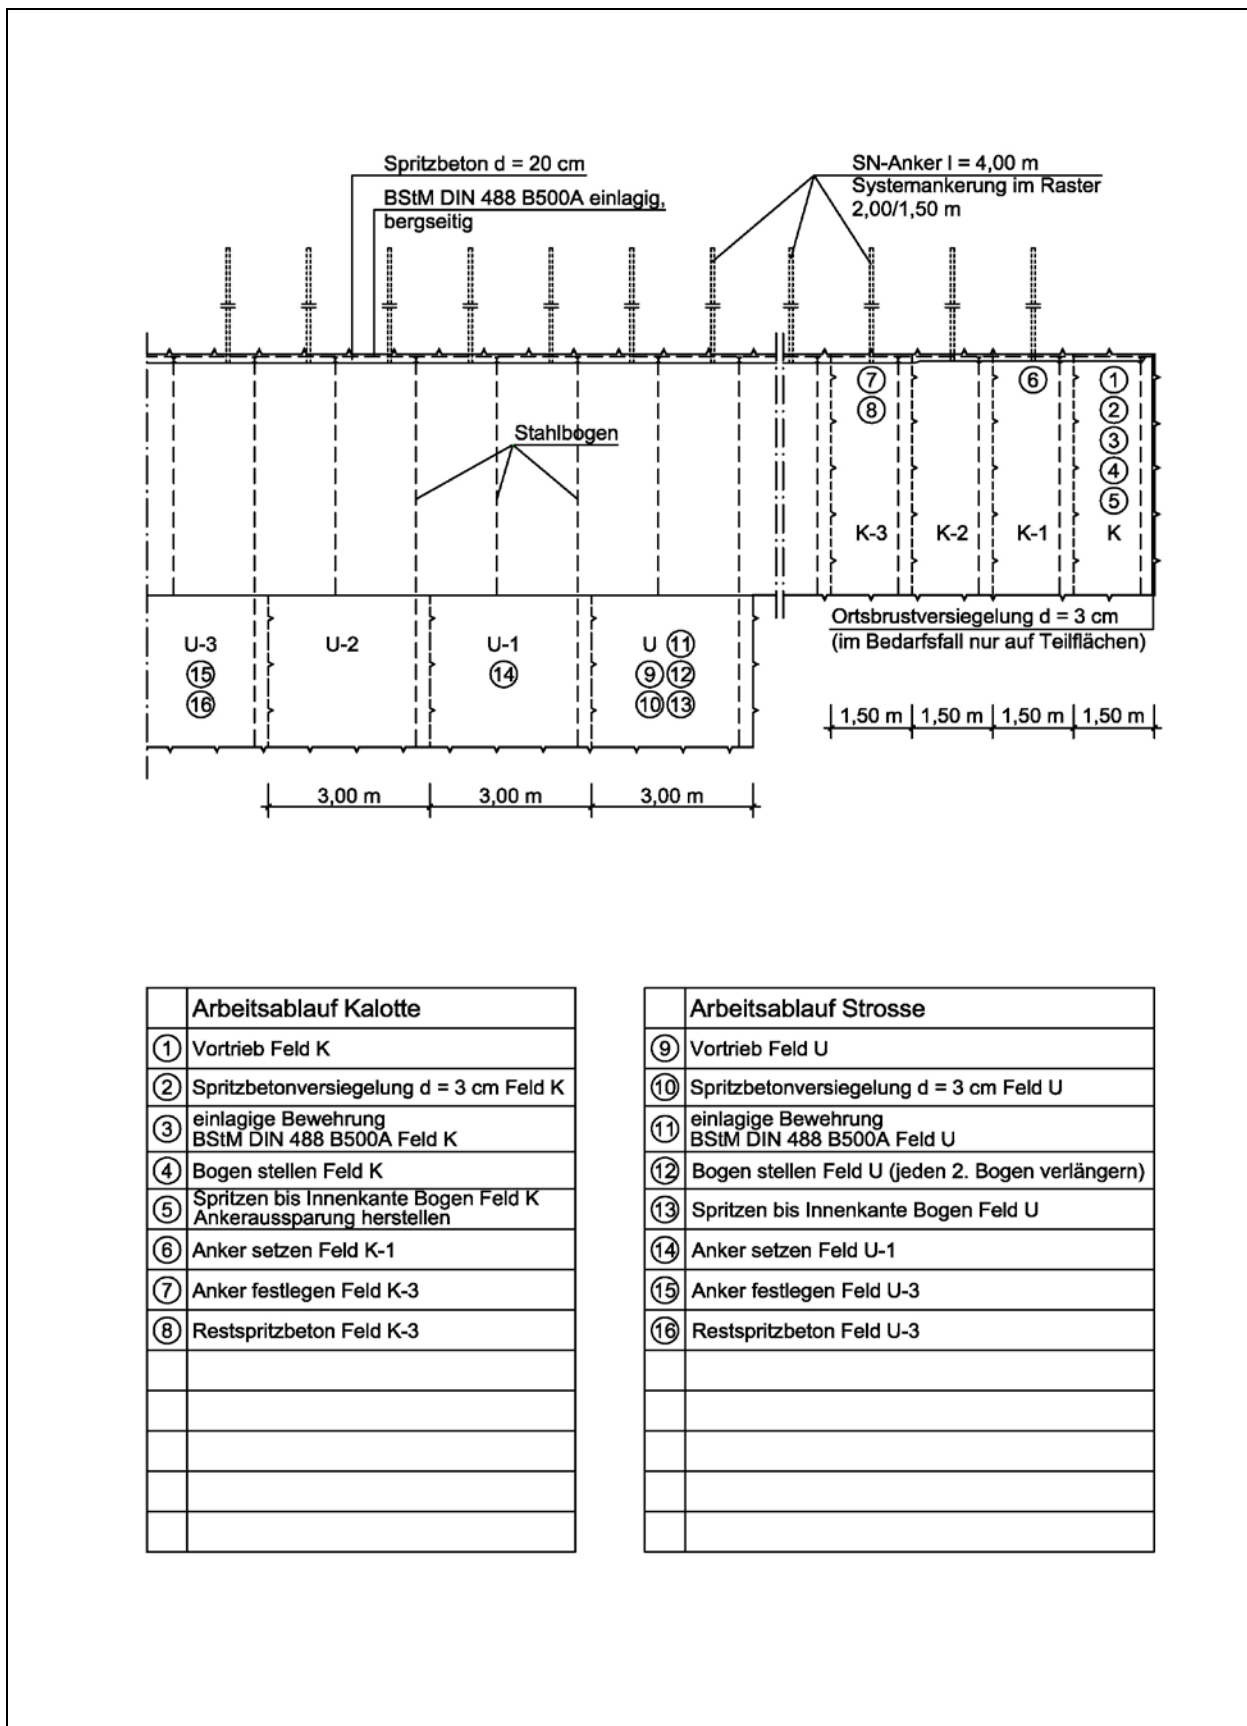 Spritzbeton d = 20 cm
BStM DIN 488 B500A einlagig,
bergseitig
SN-Anker l = 4,00 m
Systemankerung im Raster
2,00/1,50 m
Stahlbögen
7
8
6
1
2
3
4
5
K-3
K-2
K-1
K
Ortsbrustversiegelung d = 3 cm
(im Bedarfsfall nur auf Teilflächen)
U-3
15
16
U-2
U-1
14
U 11
9 12
10 13
1,50 m 1,50 m 1,50 m 1,50 m
3,00 m 3,00 m 3,00 m
Arbeitsablauf Kalotte
1 Vortrieb Feld K
2 Spritzbetonversiegelung d = 3 cm Feld K
3 einlagige Bewehrung
BStM DIN 488 B500A Feld K
4 Bogen stellen Feld K
5 Spritzen bis Innenkante Bogen Feld K
Ankeraussparung herstellen
6 Anker setzen Feld K-1
7 Anker festlegen Feld K-3
8 Restspritzbeton Feld K-3
Arbeitsablauf Strosse
9 Vortrieb Feld U
10 Spritzbetonversiegelung d = 3 cm Feld U
11 einlagige Bewehrung
BStM DIN 488 B500A Feld U
12 Bogen stellen Feld U (jeden 2. Bogen verlängern)
13 Spritzen bis Innenkante Bogen Feld U
14 Anker setzen Feld U-1
15 Anker festlegen Feld U-3
16 Restspritzbeton Feld U-3